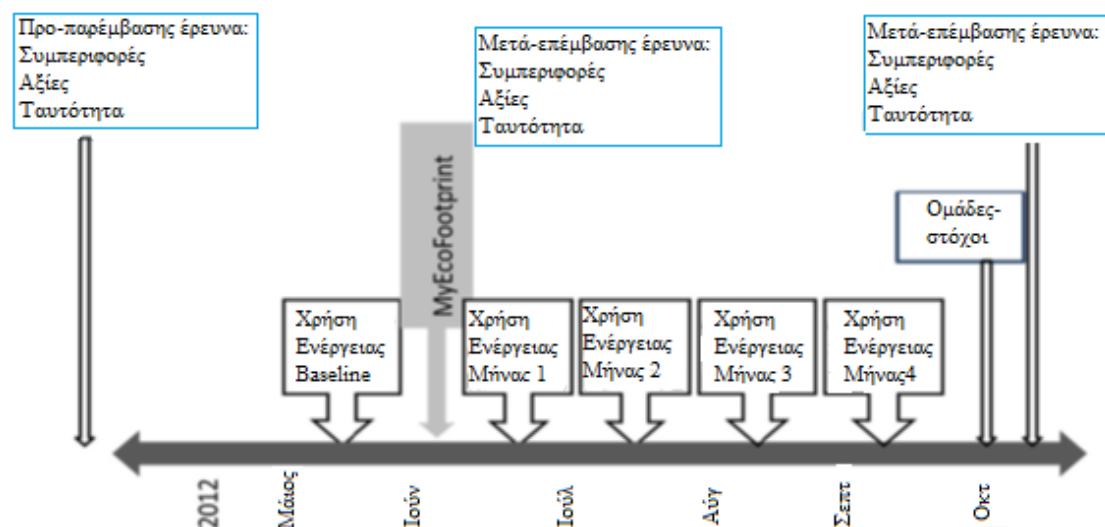 Προ-παρέμβασης έρευνα:
Συμπεριφορές
Αξίες
Ταυτότητα
Μετά-επέμβασης έρευνα:
Συμπεριφορές
Αξίες
Ταυτότητα
Μετά-επέμβασης έρευνα:
Συμπεριφορές
Αξίες
Ταυτότητα
MyEcoFootprint
Ομάδες-
στόχοι
Χρήση
Ενέργειας
Baseline
Χρήση
Ενέργειας
Μήνας 1
Χρήση
Ενέργειας
Μήνας 2
Χρήση
Ενέργειας
Μήνας 3
Χρήση
Ενέργειας
Μήνας4
2012
Μάιος
Ιούν
Ιούλ
Αύγ
Σεπτ
Οκτ